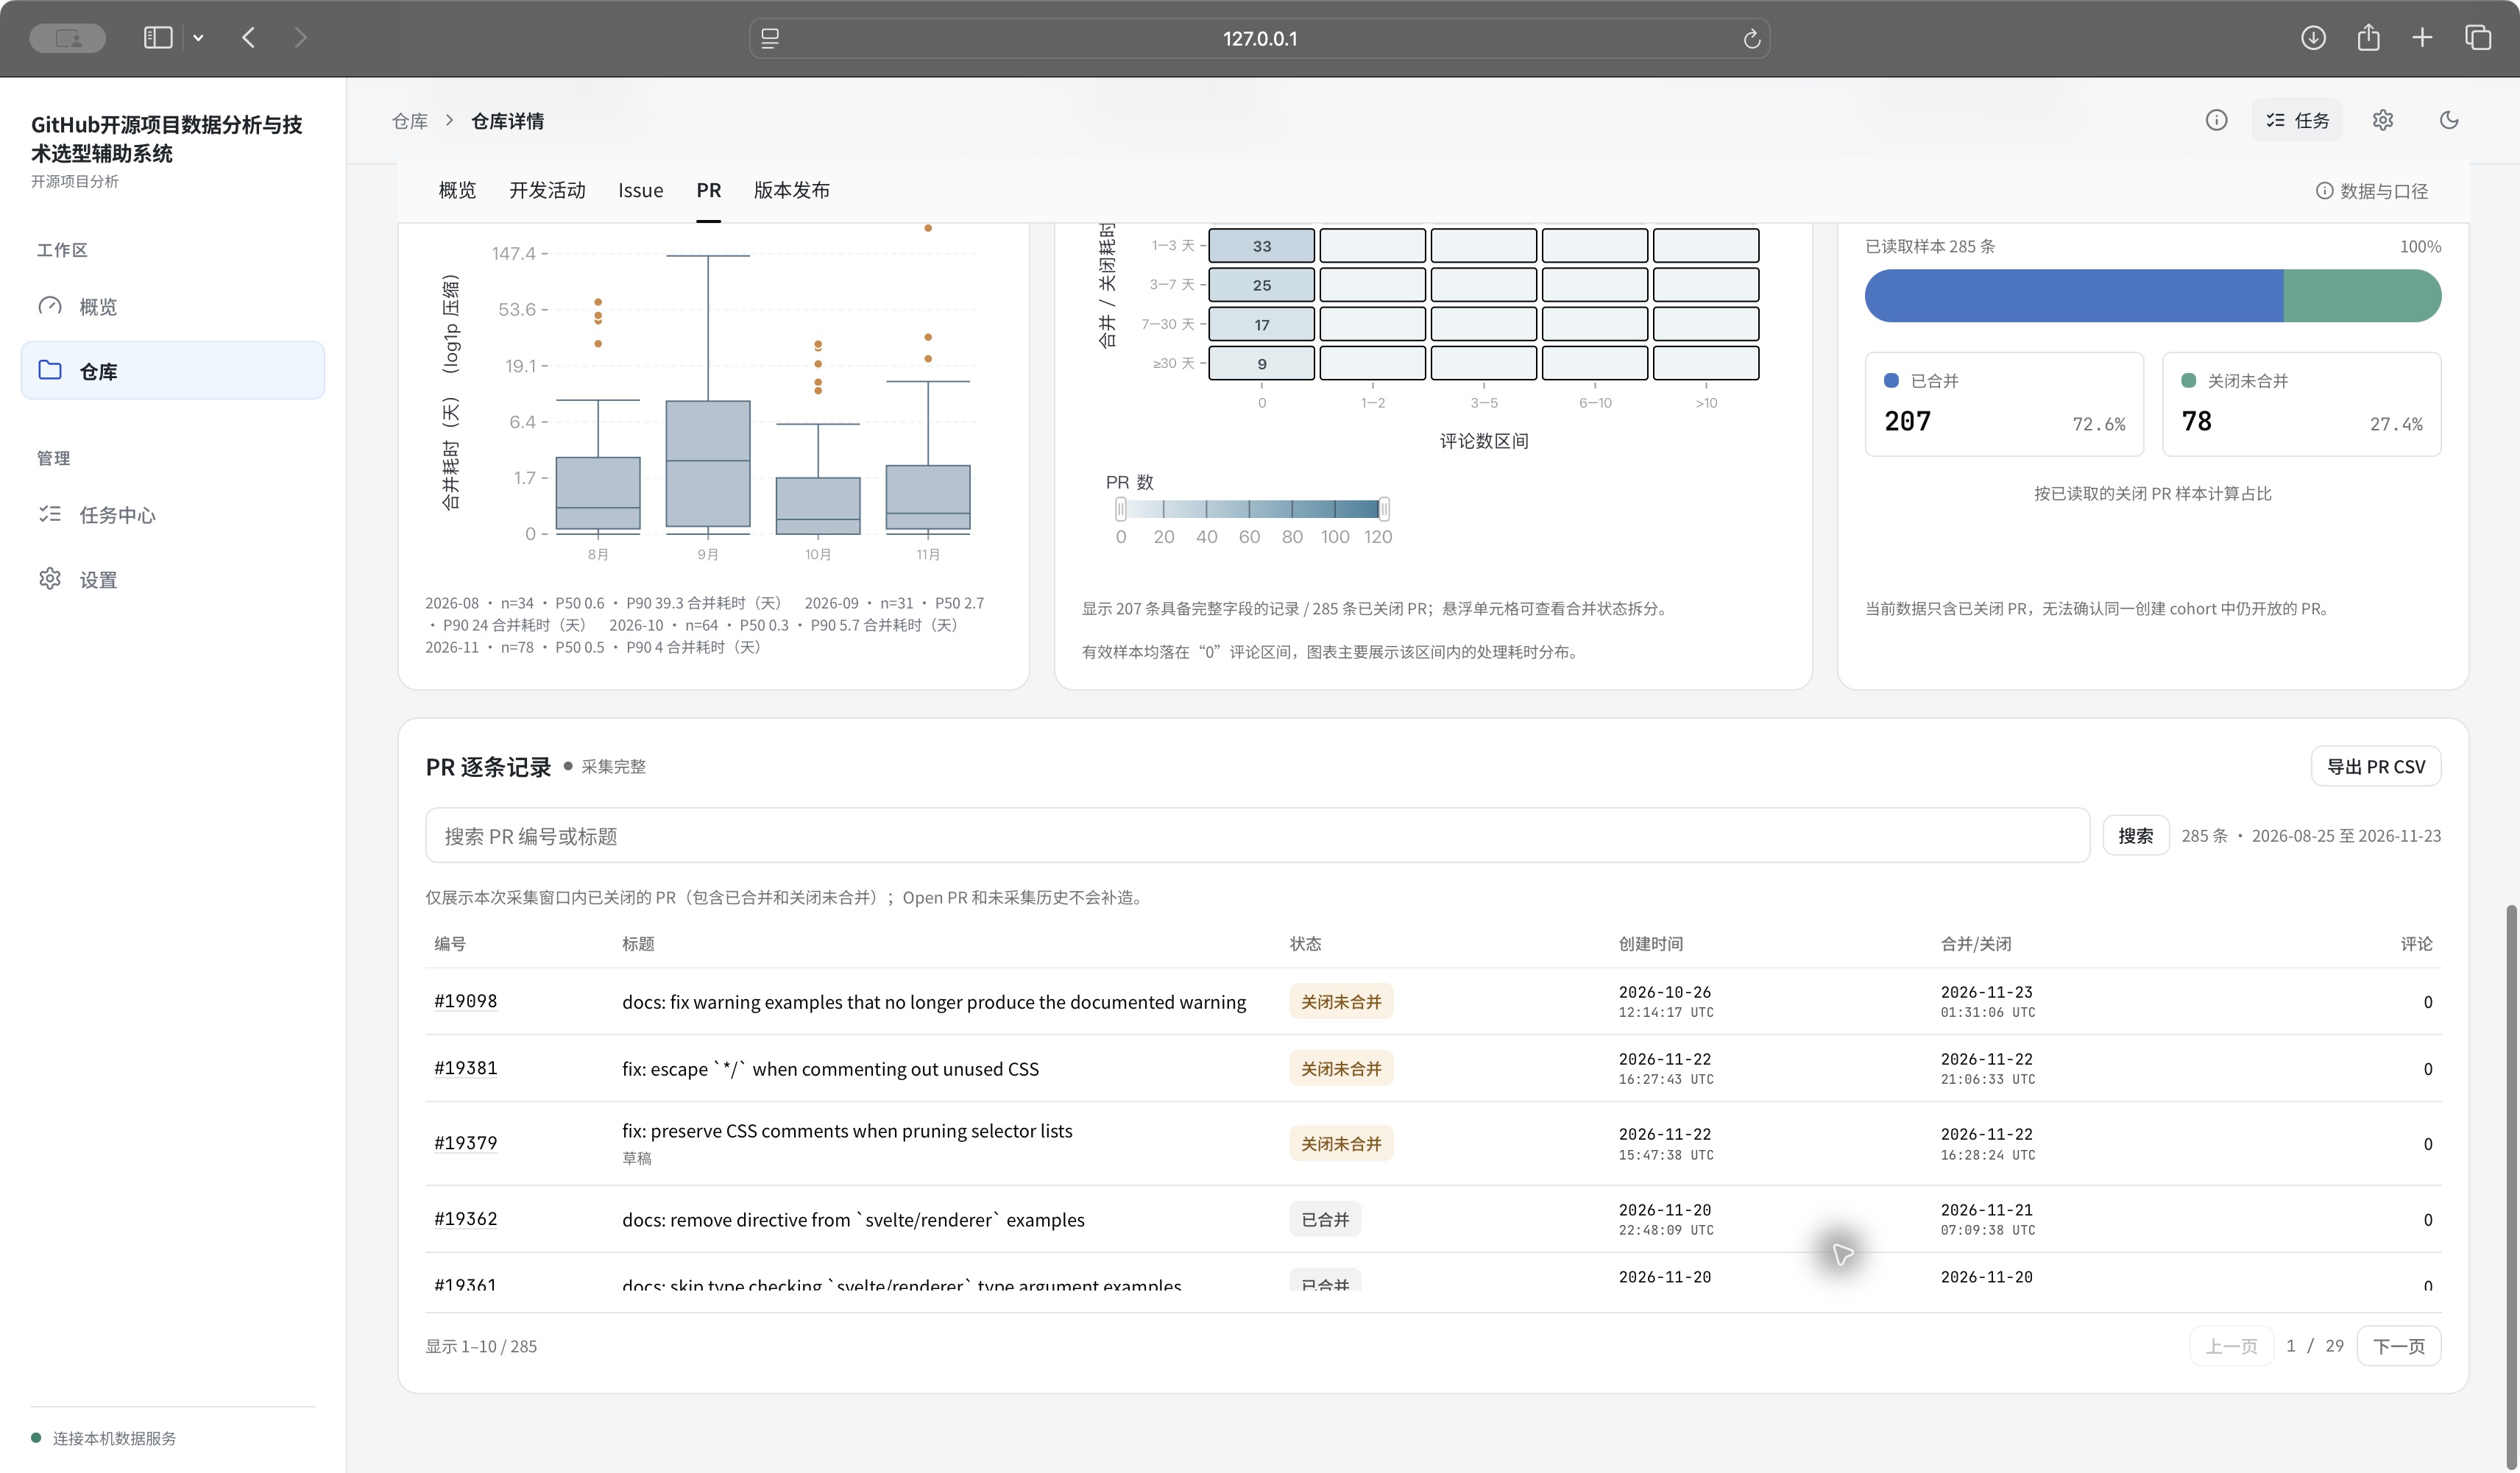 127.0.0.1
GitHub开源项目数据分析与技
术选型辅助系统
开源项目分析
工作区
概览
仓库
管理
任务中心
设置
连接本机数据服务
仓库 > 仓库详情
任务
概览 开发活动 Issue PR 版本发布
数据与口径
合并耗时（天）（log1p 压缩）
147.4
53.6
19.1
6.4
1.7
0
8月 9月 10月 11月
2026-08 · n=34 · P50 0.6 · P90 39.3 合并耗时（天） 2026-09 · n=31 · P50 2.7
· P90 24 合并耗时（天） 2026-10 · n=64 · P50 0.3 · P90 5.7 合并耗时（天）
2026-11 · n=78 · P50 0.5 · P90 4 合并耗时（天）
合并 / 关闭耗时
1—3 天 33
3—7 天 25
7—30 天 17
≥30 天 9
0 1—2 3—5 6—10 >10
评论数区间
PR 数
0 20 40 60 80 100 120
显示 207 条具备完整字段的记录 / 285 条已关闭 PR；悬浮单元格可查看合并状态拆分。
有效样本均落在“0”评论区间，图表主要展示该区间内的处理耗时分布。
已读取样本 285 条 100%
已合并
207 72.6%
关闭未合并
78 27.4%
按已读取的关闭 PR 样本计算占比
当前数据只含已关闭 PR，无法确认同一创建 cohort 中仍开放的 PR。
PR 逐条记录 • 采集完整
导出 PR CSV
搜索 PR 编号或标题
搜索
285 条 · 2026-08-25 至 2026-11-23
仅展示本次采集窗口内已关闭的 PR（包含已合并和关闭未合并）；Open PR 和未采集历史不会补造。
编号 标题 状态 创建时间 合并/关闭 评论
#19098 docs: fix warning examples that no longer produce the documented warning 关闭未合并 2026-10-26 2026-11-23 0
12:14:17 UTC 01:31:06 UTC
#19381 fix: escape `*/` when commenting out unused CSS 关闭未合并 2026-11-22 2026-11-22 0
16:27:43 UTC 21:06:33 UTC
#19379 fix: preserve CSS comments when pruning selector lists 关闭未合并 2026-11-22 2026-11-22 0
草稿 15:47:38 UTC 16:28:24 UTC
#19362 docs: remove directive from `svelte/renderer` examples 已合并 2026-11-20 2026-11-21 0
22:48:09 UTC 07:09:38 UTC
#19361 docs: skip type checking `svelte/renderer` type argument examples 已合并 2026-11-20 2026-11-20 0
显示 1–10 / 285
上一页 1 / 29 下一页